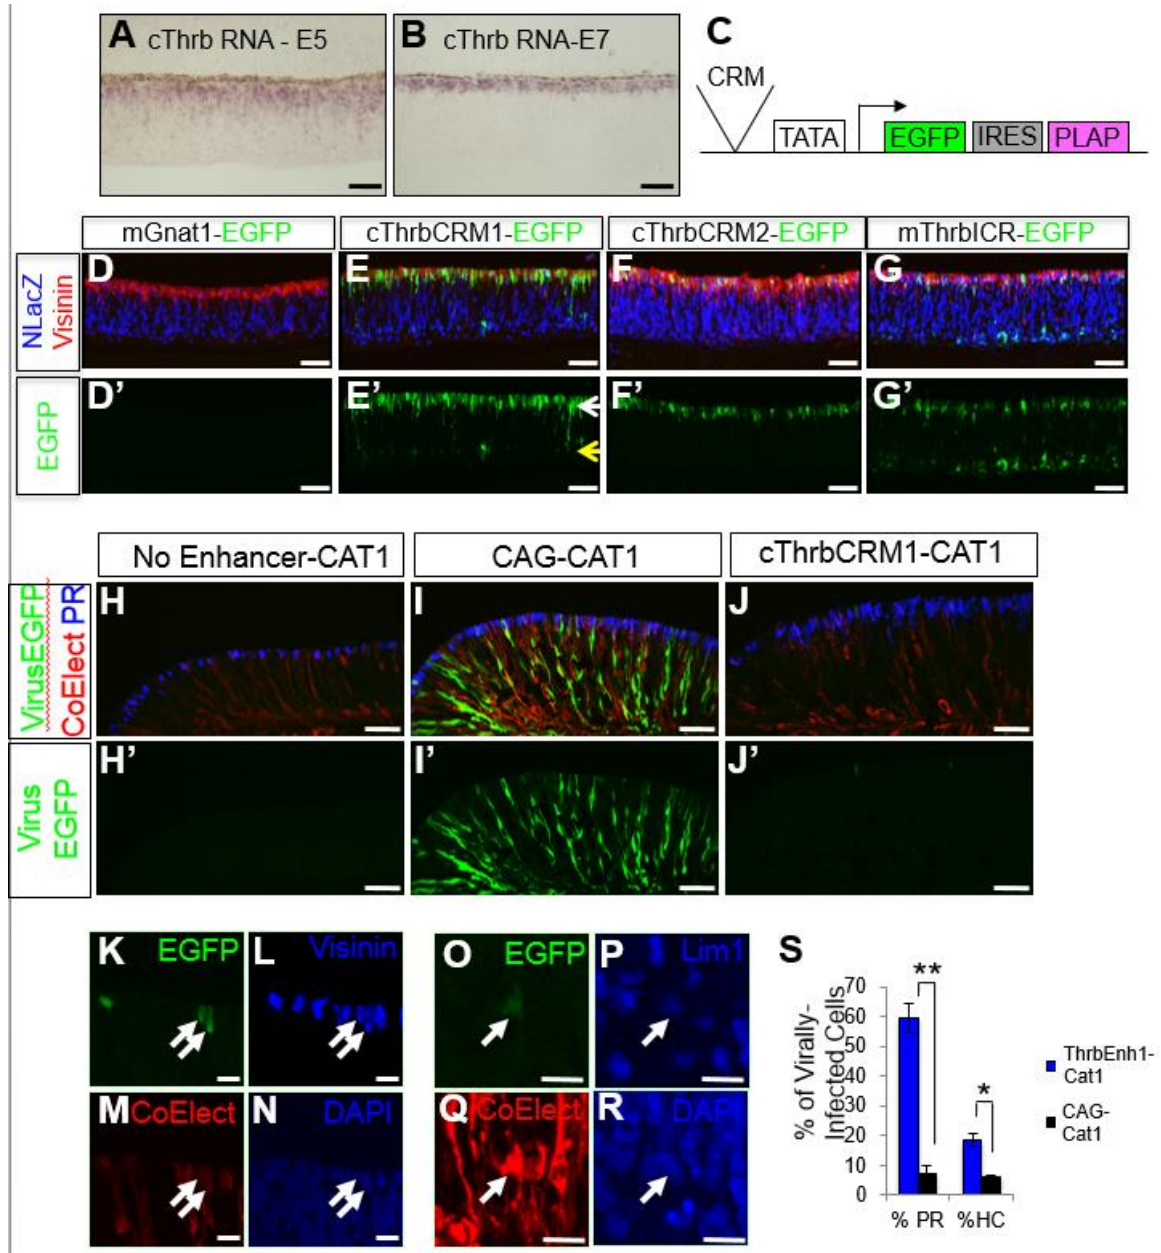 A cThrb RNA - E5
B cThrb RNA-E7
C
CRM
TATA
EGFP
IRES
PLAP
mGnat1-EGFP
cThrbCRM1-EGFP
cThrbCRM2-EGFP
mThrbICR-EGFP
NLacZ
Visinin
D
E
F
G
EGFP
D’
E’
F’
G’
No Enhancer-CAT1
CAG-CAT1
cThrbCRM1-CAT1
VirusEGFP
CoElect PR
H
I
J
Virus
EGFP
H’
I’
J’
K EGFP
L Visinin
O EGFP
P Lim1
M CoElect
N DAPI
Q CoElect
R DAPI
S
% of Virally-
Infected Cells
70
60
50
40
30
20
10
0
**
*
% PR
%HC
ThrbEnh1-
Cat1
CAG-
Cat1